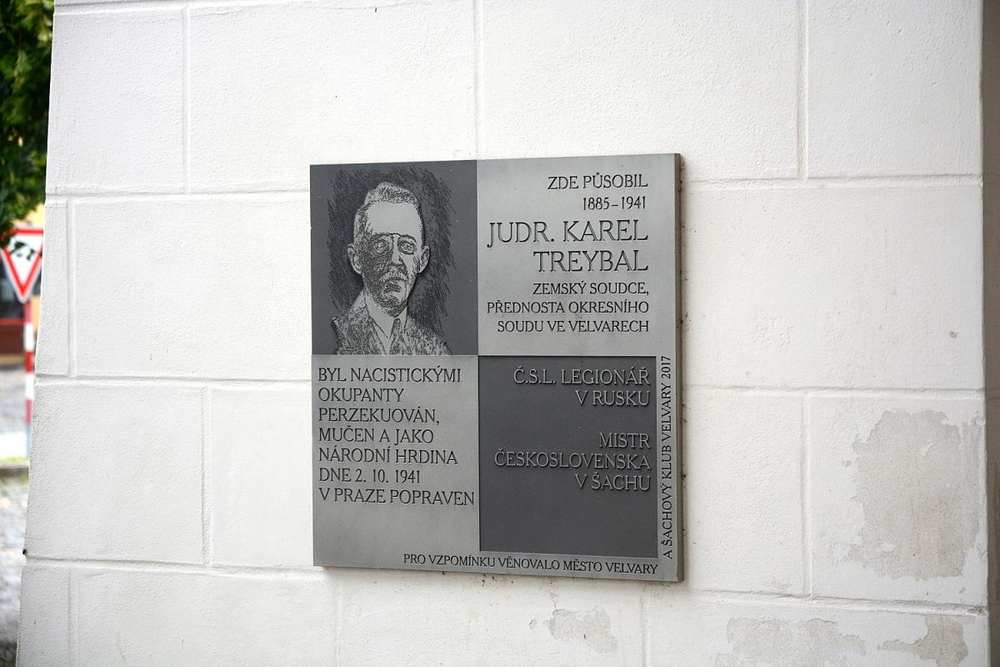 ZDE PŮSOBIL
1885–1941
JUDR. KAREL
TREYBAL
ZEMSKÝ SOUDCE,
PŘEDNOSTA OKRESNÍHO
SOUDU VE VELVARECH
BYL NACISTICKÝMI
OKUPANTY
PERZEKUOVÁN,
MUČEN A JAKO
NÁRODNÍ HRDINA
DNE 2. 10. 1941
V PRAZE POPRAVEN
Č.S.L. LEGIONÁŘ
V RUSKU
MISTR
ČESKOSLOVENSKA
V ŠACHU
PRO VZPOMÍNKU VĚNOVALO MĚSTO VELVARY
A ŠACHOVÝ KLUB VELVARY 2017